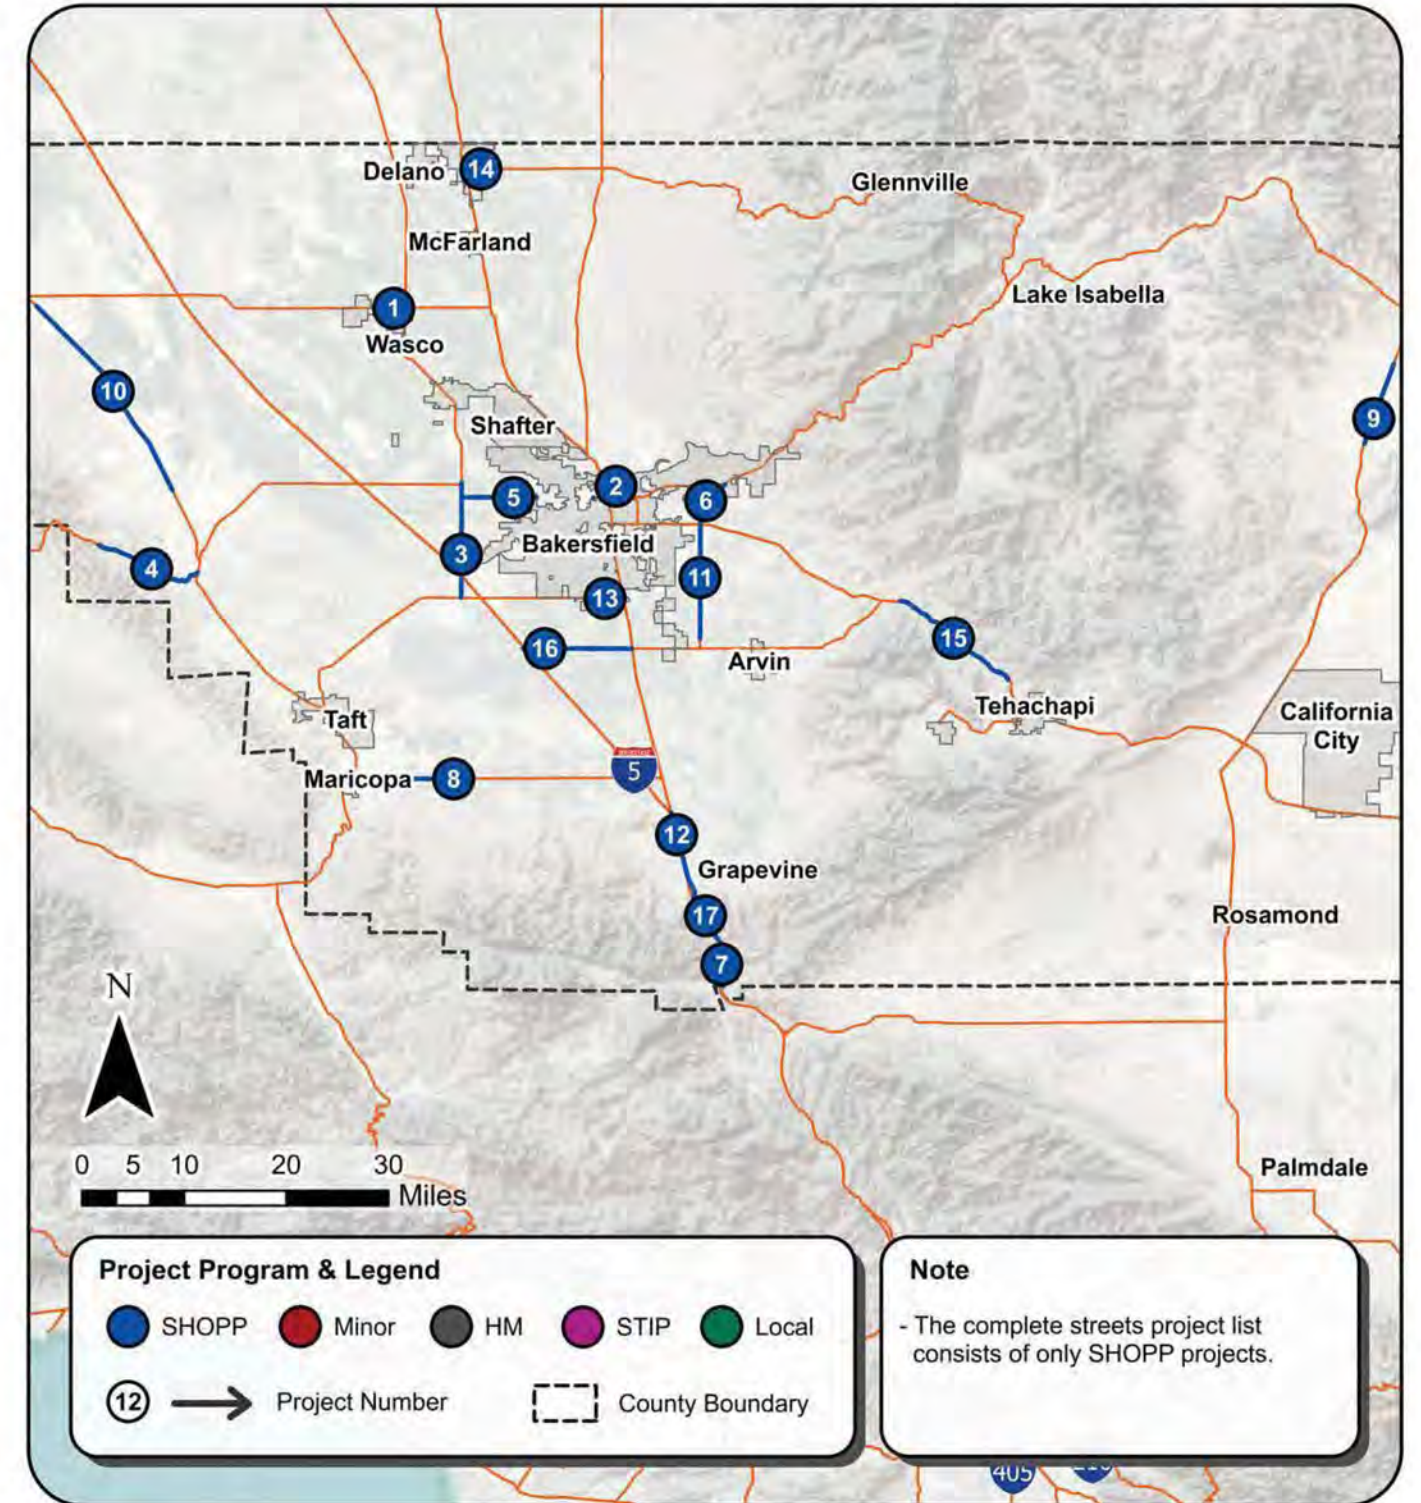 Delano
14
Glennville
McFarland
Lake Isabella
1
Wasco
10
9
Shafter
5
2
6
Bakersfield
3
4
11
13
16
15
Arvin
Tehachapi
Taft
California
City
5
Maricopa
8
12
Grapevine
17
Rosamond
7
N
0 5 10 20 30
Miles
Palmdale
Project Program & Legend
SHOPP
Minor
HM
STIP
Local
12
Project Number
County Boundary
Note
- The complete streets project list
consists of only SHOPP projects.
405